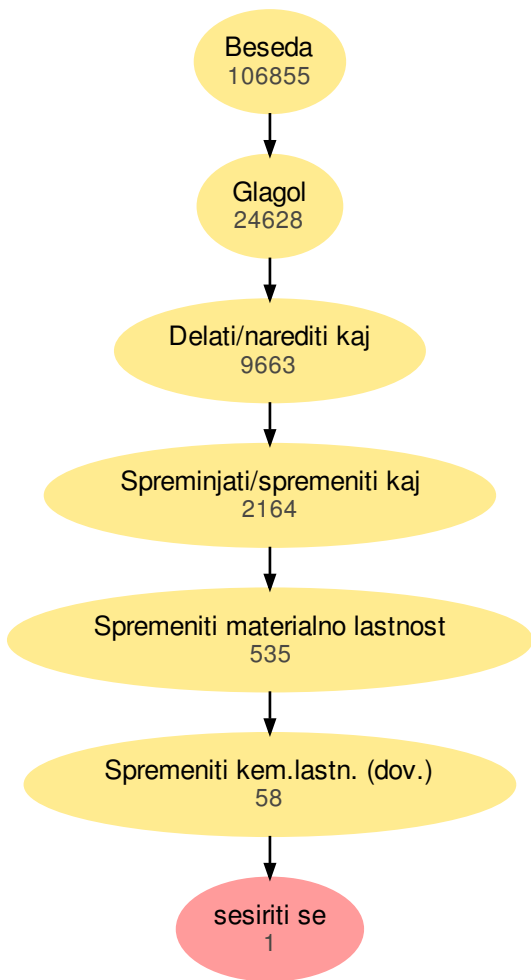 Beseda
106855
Glagol
24628
Delati/narediti kaj
9663
Spreminjati/spremeniti kaj
2164
Spremeniti materialno lastnost
535
Spremeniti kem.lastn. (dov.)
58
sesiriti se
1